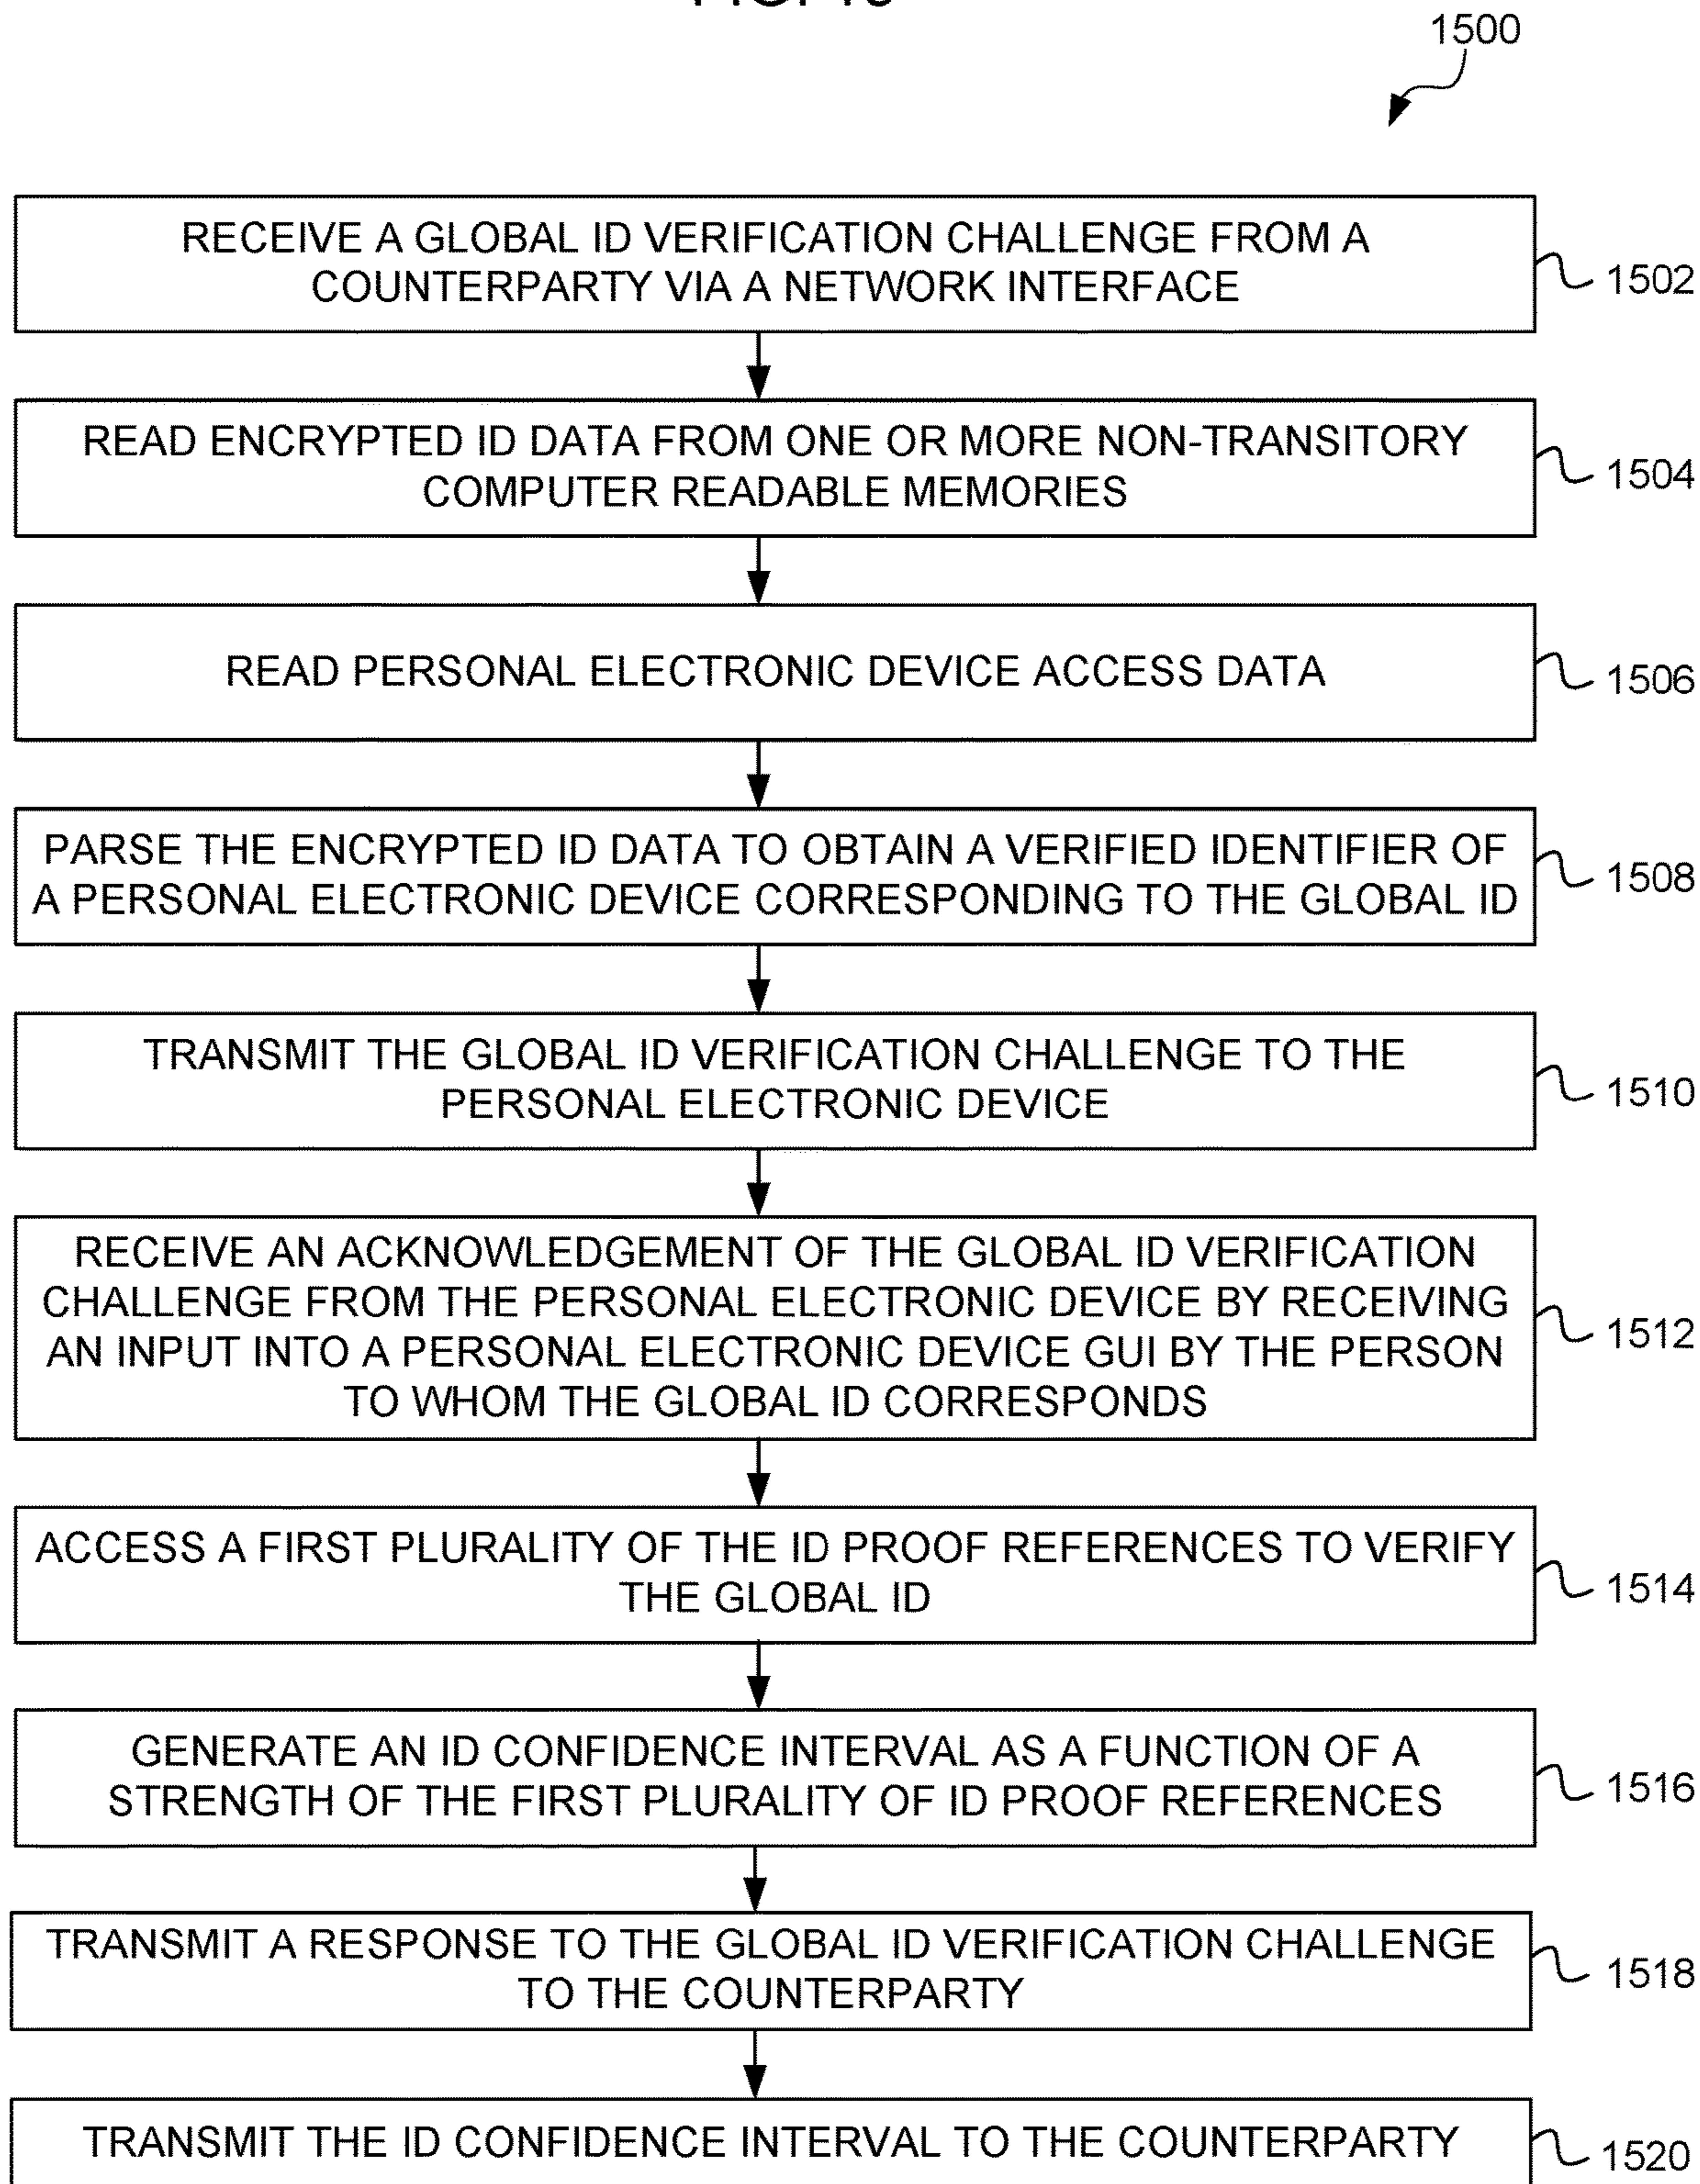 1500
RECEIVE A GLOBAL ID VERIFICATION CHALLENGE FROM A
COUNTERPARTY VIA A NETWORK INTERFACE
1502
READ ENCRYPTED ID DATA FROM ONE OR MORE NON-TRANSITORY
COMPUTER READABLE MEMORIES
1504
READ PERSONAL ELECTRONIC DEVICE ACCESS DATA
1506
PARSE THE ENCRYPTED ID DATA TO OBTAIN A VERIFIED IDENTIFIER OF
A PERSONAL ELECTRONIC DEVICE CORRESPONDING TO THE GLOBAL ID
1508
TRANSMIT THE GLOBAL ID VERIFICATION CHALLENGE TO THE
PERSONAL ELECTRONIC DEVICE
1510
RECEIVE AN ACKNOWLEDGEMENT OF THE GLOBAL ID VERIFICATION
CHALLENGE FROM THE PERSONAL ELECTRONIC DEVICE BY RECEIVING
AN INPUT INTO A PERSONAL ELECTRONIC DEVICE GUI BY THE PERSON
TO WHOM THE GLOBAL ID CORRESPONDS
1512
ACCESS A FIRST PLURALITY OF THE ID PROOF REFERENCES TO VERIFY
THE GLOBAL ID
1514
GENERATE AN ID CONFIDENCE INTERVAL AS A FUNCTION OF A
STRENGTH OF THE FIRST PLURALITY OF ID PROOF REFERENCES
1516
TRANSMIT A RESPONSE TO THE GLOBAL ID VERIFICATION CHALLENGE
TO THE COUNTERPARTY
1518
TRANSMIT THE ID CONFIDENCE INTERVAL TO THE COUNTERPARTY
1520